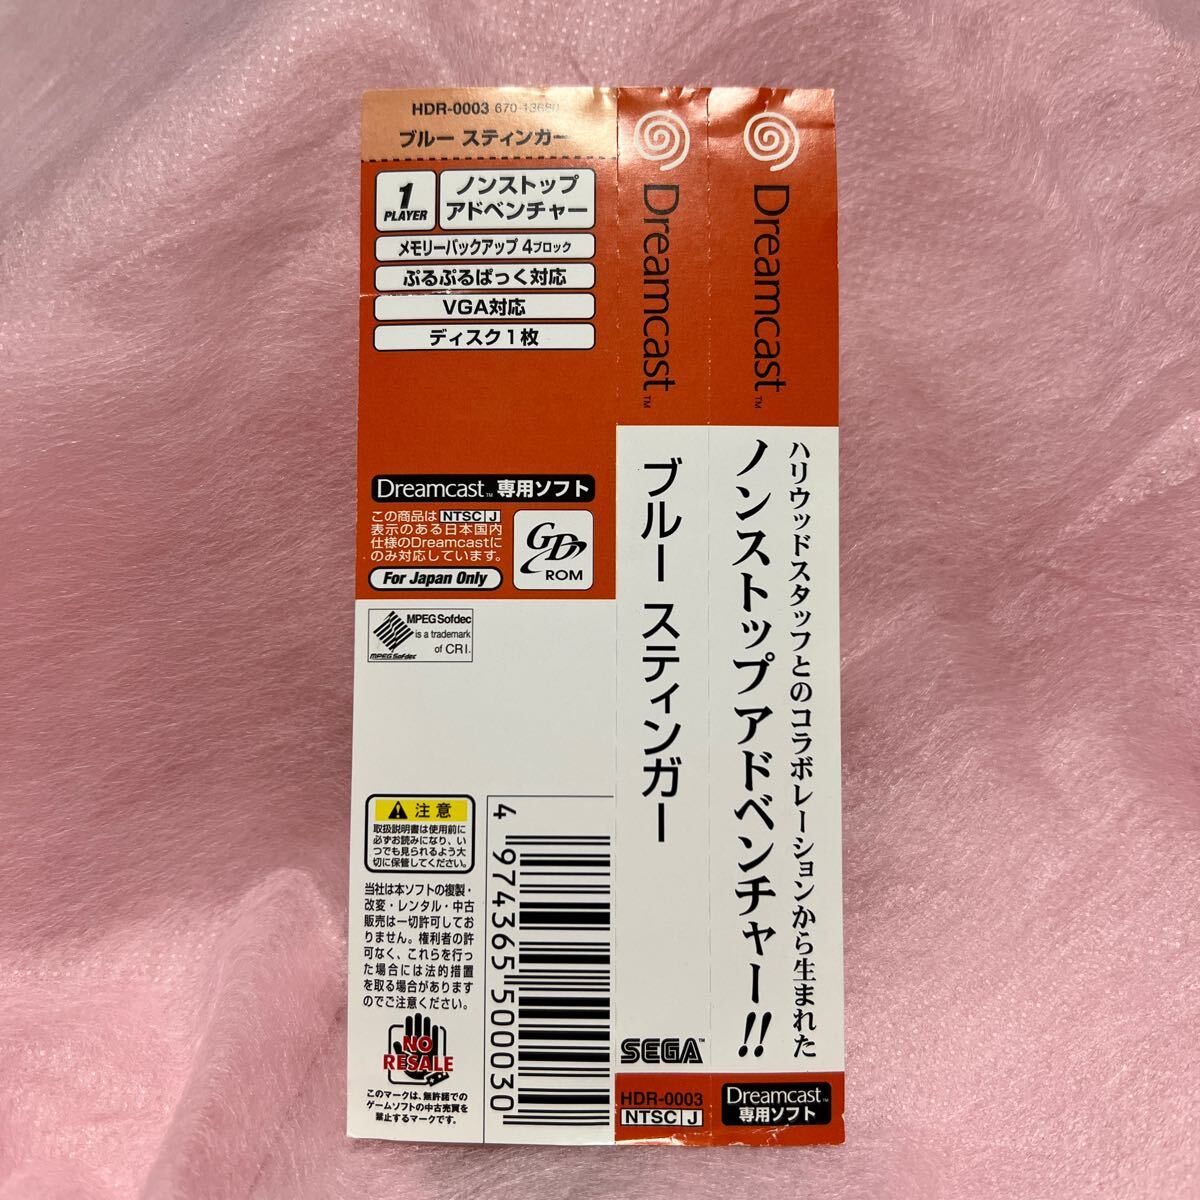 HDR-0003 670-13680
ブルー スティンガー
1
PLAYER
ノンストップ
アドベンチャー
メモリーバックアップ 4ブロック
ぷるぷるぱっく対応
VGA対応
ディスク1枚
Dreamcast™ 専用ソフト
この商品は NTSC J
表示のある日本国内
仕様のDreamcastに
のみ対応しています。
For Japan Only
GD
ROM
MPEG Sofdec
is a trademark
of CRI.
MPEG Sofdec
注意
取扱説明書は使用前に
必ずお読みになり、い
つでも見られるよう大
切に保管してください。
当社は本ソフトの複製・
改変・レンタル・中古
販売は一切許可してお
りません。権利者の許
可なく、これらを行っ
た場合には法的措置
を取る場合があります
のでご注意ください。
NO
RESALE
このマークは、無許諾での
ゲームソフトの中古売買を
禁止するマークです。
4 974365 500030
Dreamcast™
ブルー スティンガー
SEGA™
HDR-0003
NTSC J
Dreamcast™
ハリウッドスタッフとのコラボレーションから生まれた
ノンストップアドベンチャー!!
Dreamcast™
専用ソフト